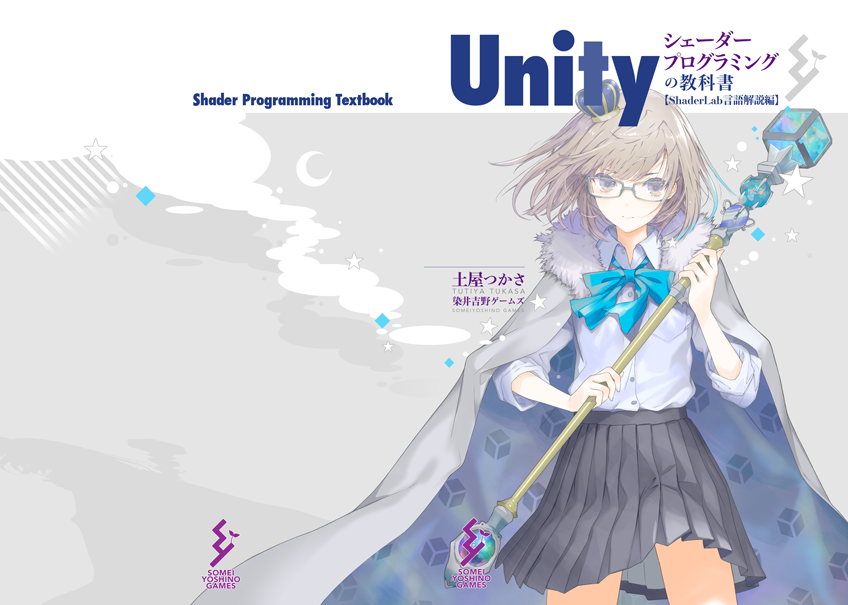 Shader Programming Textbook
Unity
シェーダー
プログラミング
の教科書
【ShaderLab言語解説編】
土屋つかさ
TUTIYA TUKASA
染井吉野ゲームズ
SOMEIYOSHINO GAMES
SOMEI
YOSHINO
GAMES
SOMEI
YOSHINO
GAMES